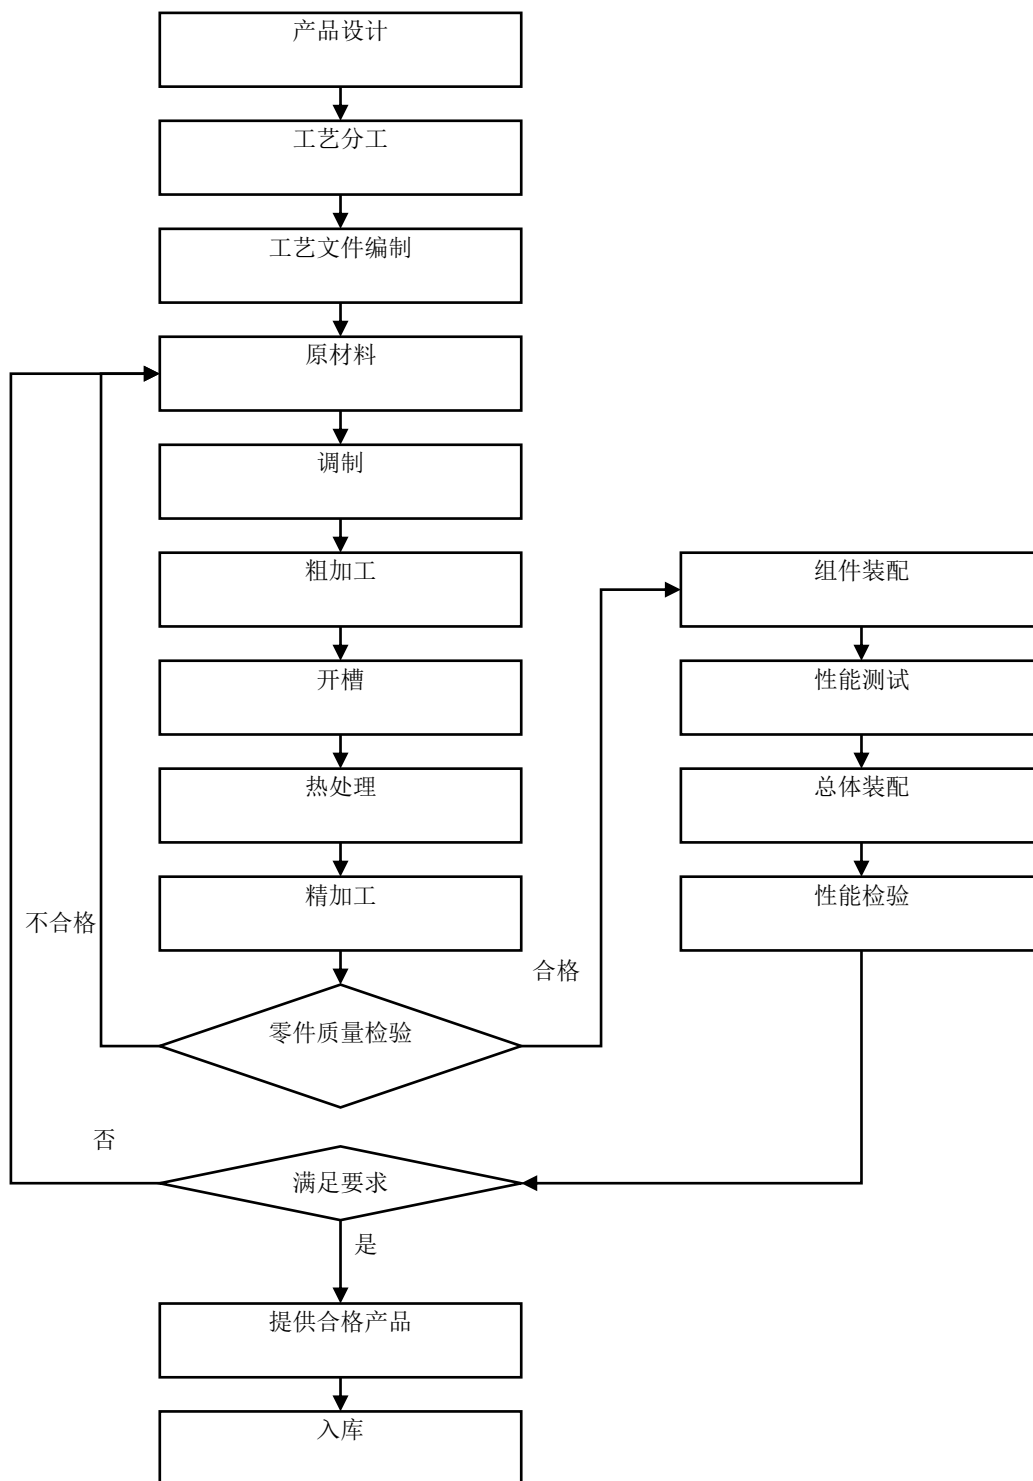 产品设计
工艺分工
工艺文件编制
原材料
调制
粗加工
开槽
热处理
精加工
不合格
零件质量检验
合格
组件装配
性能测试
总体装配
性能检验
否
满足要求
是
提供合格产品
入库